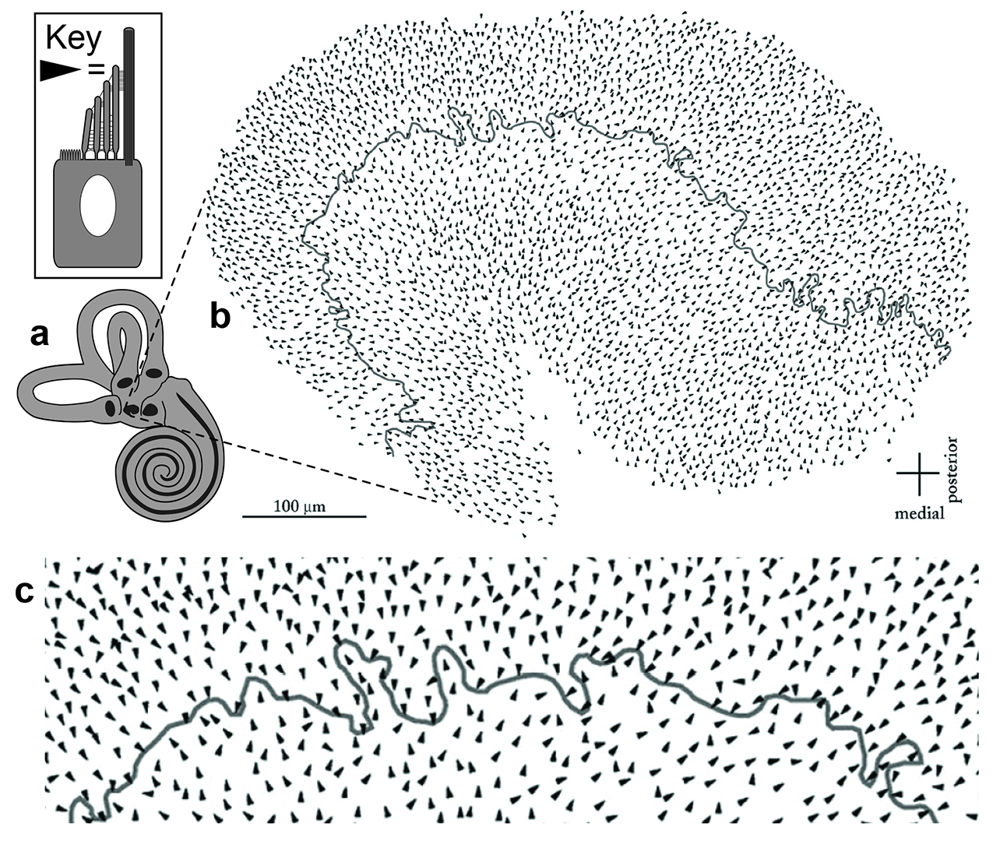 Key
=
a
b
100 µm
posterior
medial
c